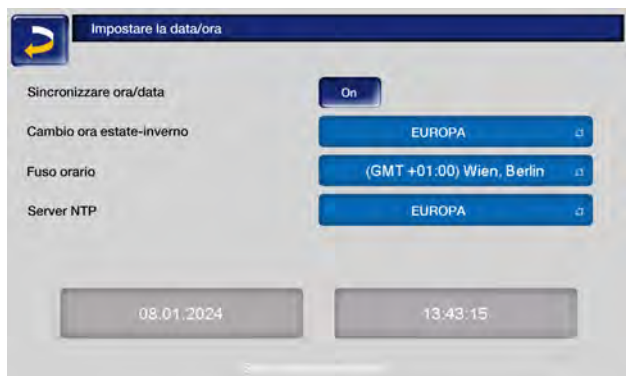 Impostare la data/ora
Sincronizzare ora/data On
Cambio ora estate-inverno EUROPA
Fuso orario (GMT +01:00) Wien, Berlin
Server NTP EUROPA
08.01.2024 13:43:15